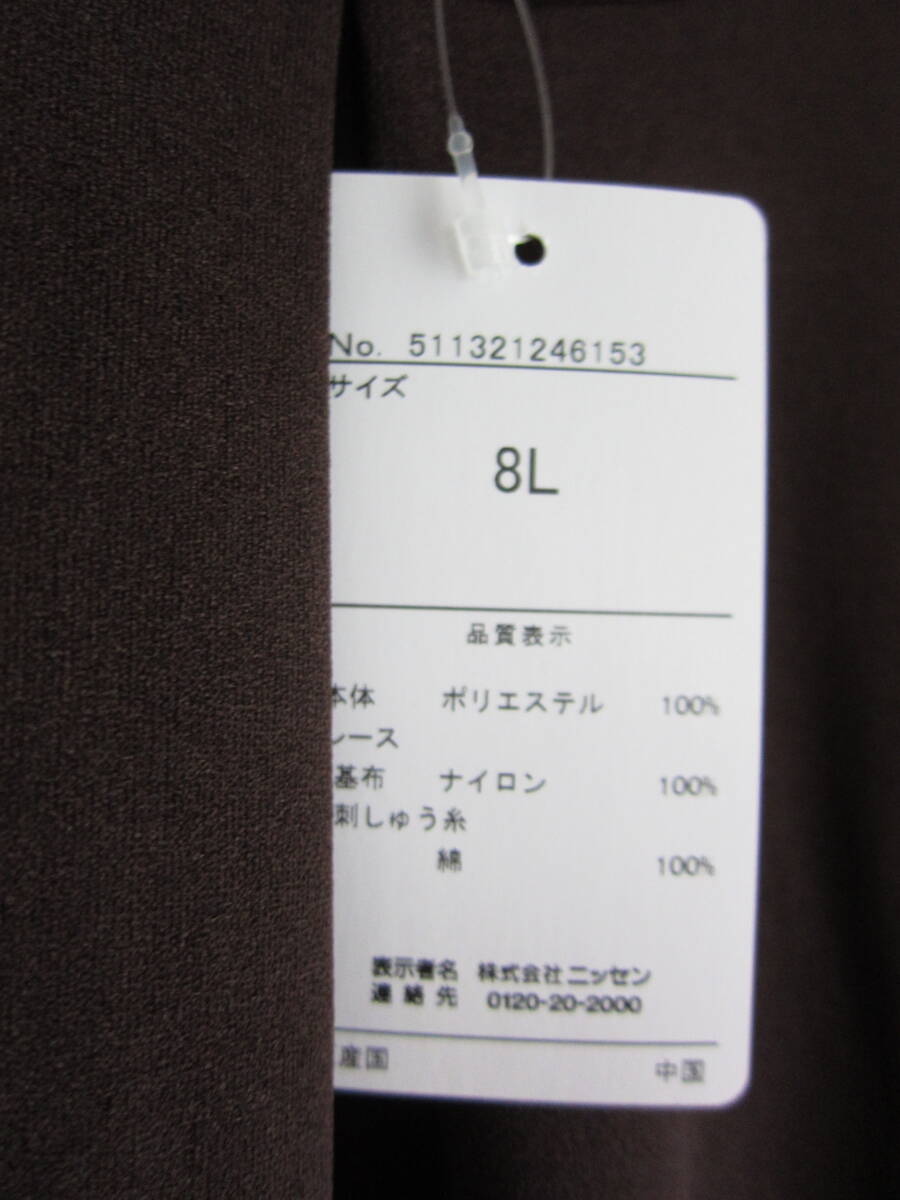 No. 511321246153
サイズ
8L
品質表示
本体 ポリエステル 100%
レース
基布 ナイロン 100%
刺しゅう糸
綿 100%
表示者名 株式会社ニッセン
連絡先 0120-20-2000
産国 中国